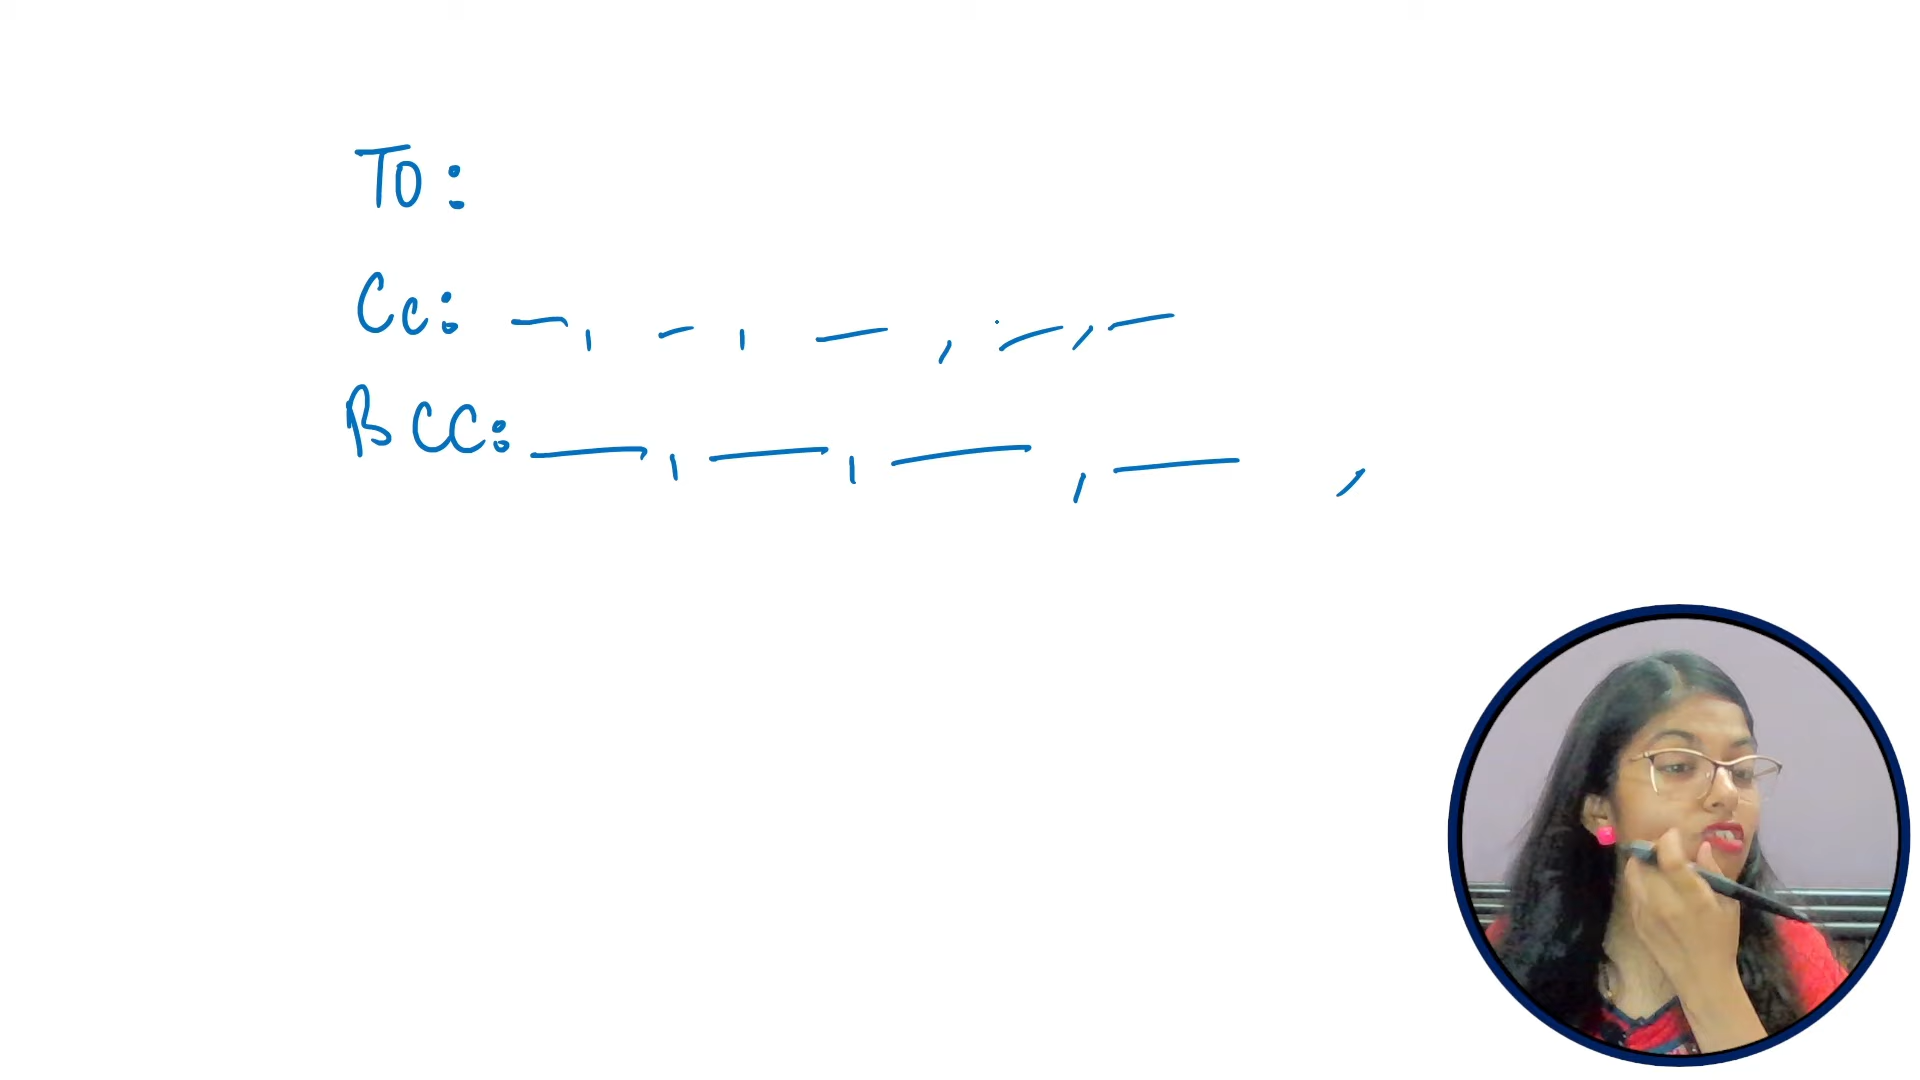 To:
Cc: —, —, —, —, —
BCC: —, —, —, —,